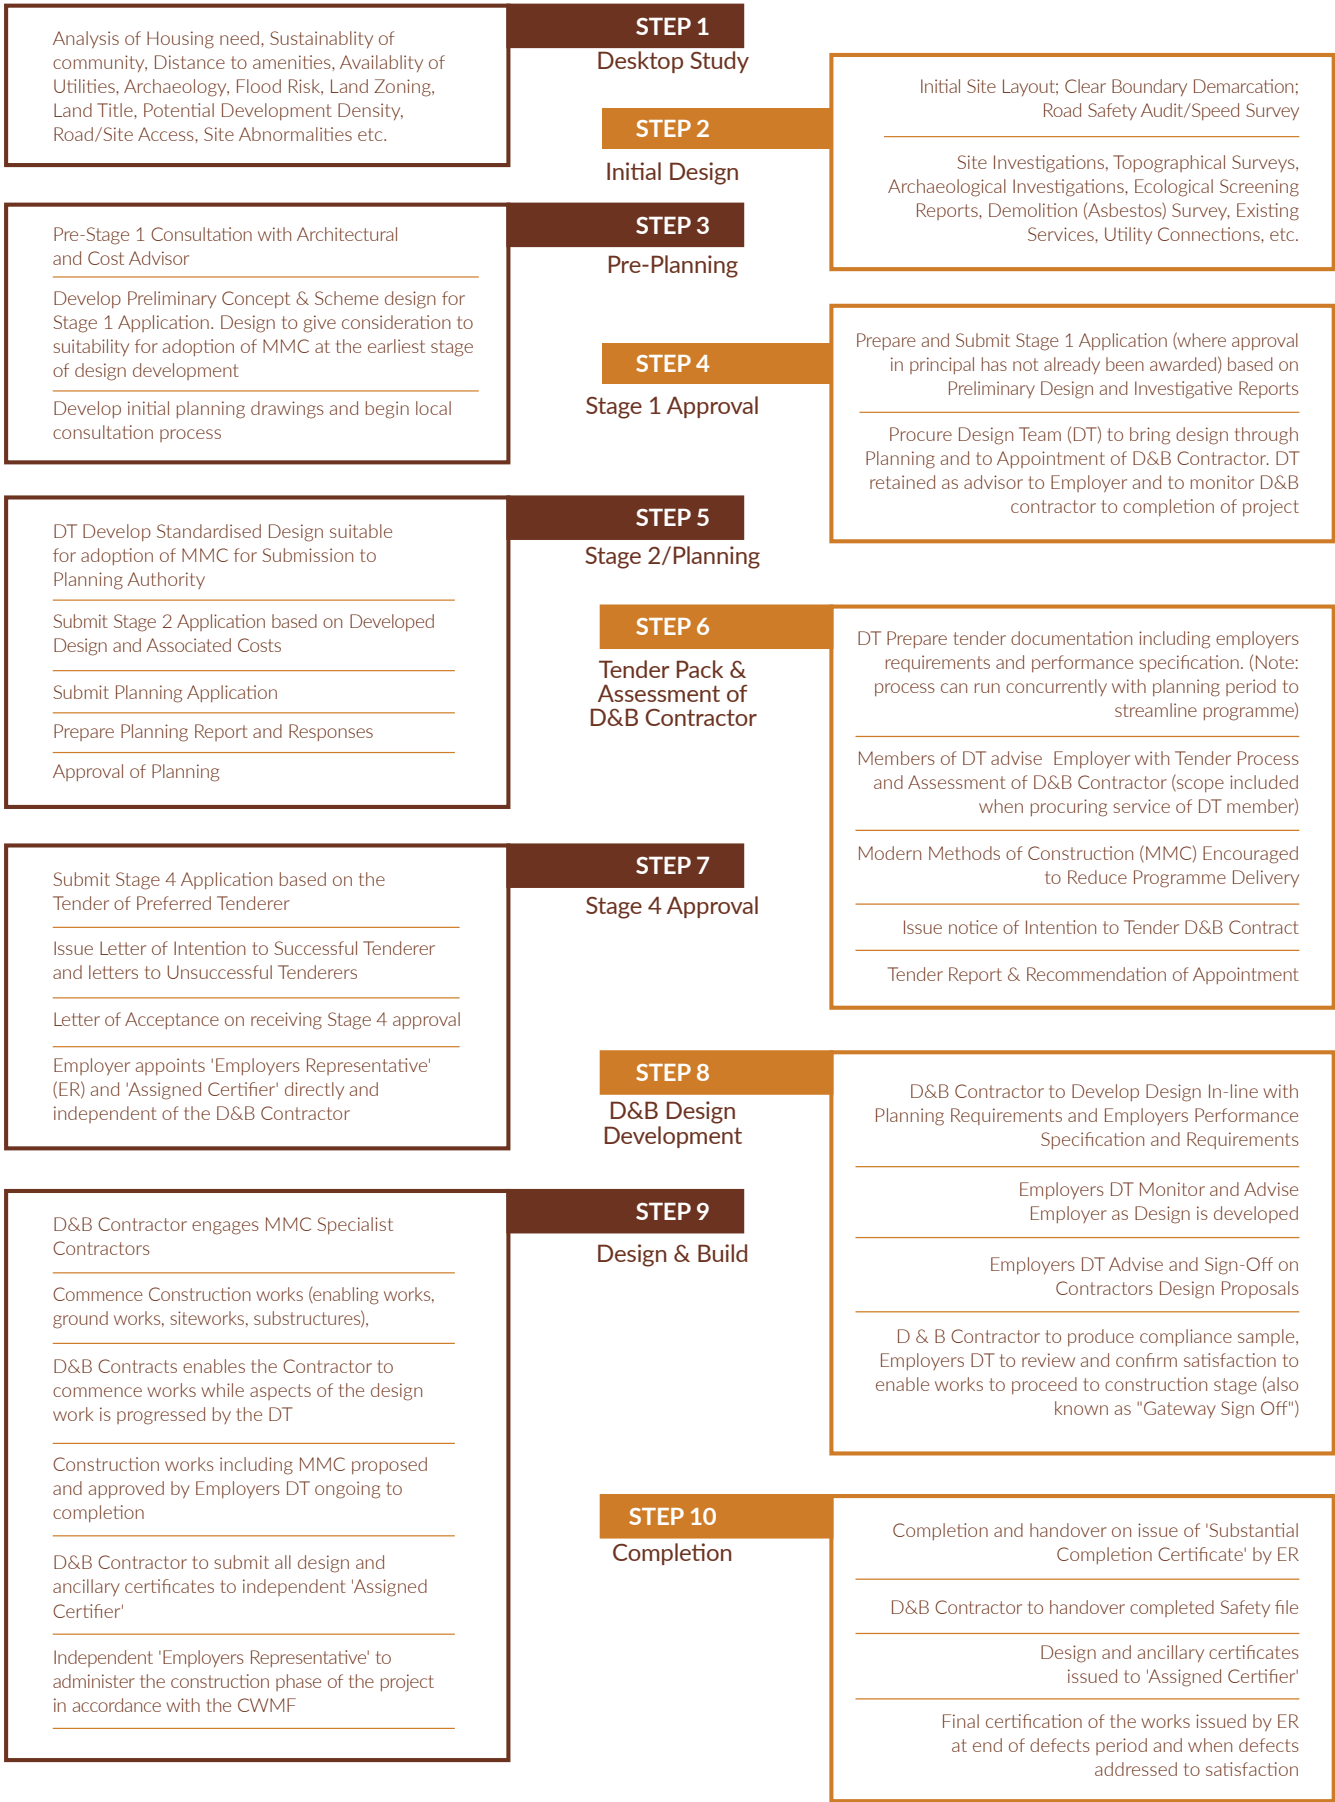 STEP 1
Desktop Study
Analysis of Housing need, Sustainablity of
community, Distance to amenities, Availablity of
Utilities, Archaeology, Flood Risk, Land Zoning,
Land Title, Potential Development Density,
Road/Site Access, Site Abnormalities etc.
STEP 2
Initial Design
Initial Site Layout; Clear Boundary Demarcation;
Road Safety Audit/Speed Survey
Site Investigations, Topographical Surveys,
Archaeological Investigations, Ecological Screening
Reports, Demolition (Asbestos) Survey, Existing
Services, Utility Connections, etc.
STEP 3
Pre-Planning
Pre-Stage 1 Consultation with Architectural
and Cost Advisor
Develop Preliminary Concept & Scheme design for
Stage 1 Application. Design to give consideration to
suitability for adoption of MMC at the earliest stage
of design development
Develop initial planning drawings and begin local
consultation process
STEP 4
Stage 1 Approval
Prepare and Submit Stage 1 Application (where approval
in principal has not already been awarded) based on
Preliminary Design and Investigative Reports
Procure Design Team (DT) to bring design through
Planning and to Appointment of D&B Contractor. DT
retained as advisor to Employer and to monitor D&B
contractor to completion of project
STEP 5
Stage 2/Planning
DT Develop Standardised Design suitable
for adoption of MMC for Submission to
Planning Authority
Submit Stage 2 Application based on Developed
Design and Associated Costs
Submit Planning Application
Prepare Planning Report and Responses
Approval of Planning
STEP 6
Tender Pack &
Assessment of
D&B Contractor
DT Prepare tender documentation including employers
requirements and performance specification. (Note:
process can run concurrently with planning period to
streamline programme)
Members of DT advise  Employer with Tender Process
and Assessment of D&B Contractor (scope included
when procuring service of DT member)
Modern Methods of Construction (MMC) Encouraged
to Reduce Programme Delivery
Issue notice of Intention to Tender D&B Contract
Tender Report & Recommendation of Appointment
STEP 7
Stage 4 Approval
Submit Stage 4 Application based on the
Tender of Preferred Tenderer
Issue Letter of Intention to Successful Tenderer
and letters to Unsuccessful Tenderers
Letter of Acceptance on receiving Stage 4 approval
Employer appoints 'Employers Representative'
(ER) and 'Assigned Certifier' directly and
independent of the D&B Contractor
STEP 8
D&B Design
Development
D&B Contractor to Develop Design In-line with
Planning Requirements and Employers Performance
Specification and Requirements
Employers DT Monitor and Advise
Employer as Design is developed
Employers DT Advise and Sign-Off on
Contractors Design Proposals
D & B Contractor to produce compliance sample,
Employers DT to review and confirm satisfaction to
enable works to proceed to construction stage (also
known as "Gateway Sign Off")
STEP 9
Design & Build
D&B Contractor engages MMC Specialist
Contractors
Commence Construction works (enabling works,
ground works, siteworks, substructures),
D&B Contracts enables the Contractor to
commence works while aspects of the design
work is progressed by the DT
Construction works including MMC proposed
and approved by Employers DT ongoing to
completion
D&B Contractor to submit all design and
ancillary certificates to independent 'Assigned
Certifier'
Independent 'Employers Representative' to
administer the construction phase of the project
in accordance with the CWMF
STEP 10
Completion
Completion and handover on issue of 'Substantial
Completion Certificate' by ER
D&B Contractor to handover completed Safety file
Design and ancillary certificates
issued to 'Assigned Certifier'
Final certification of the works issued by ER
at end of defects period and when defects
addressed to satisfaction